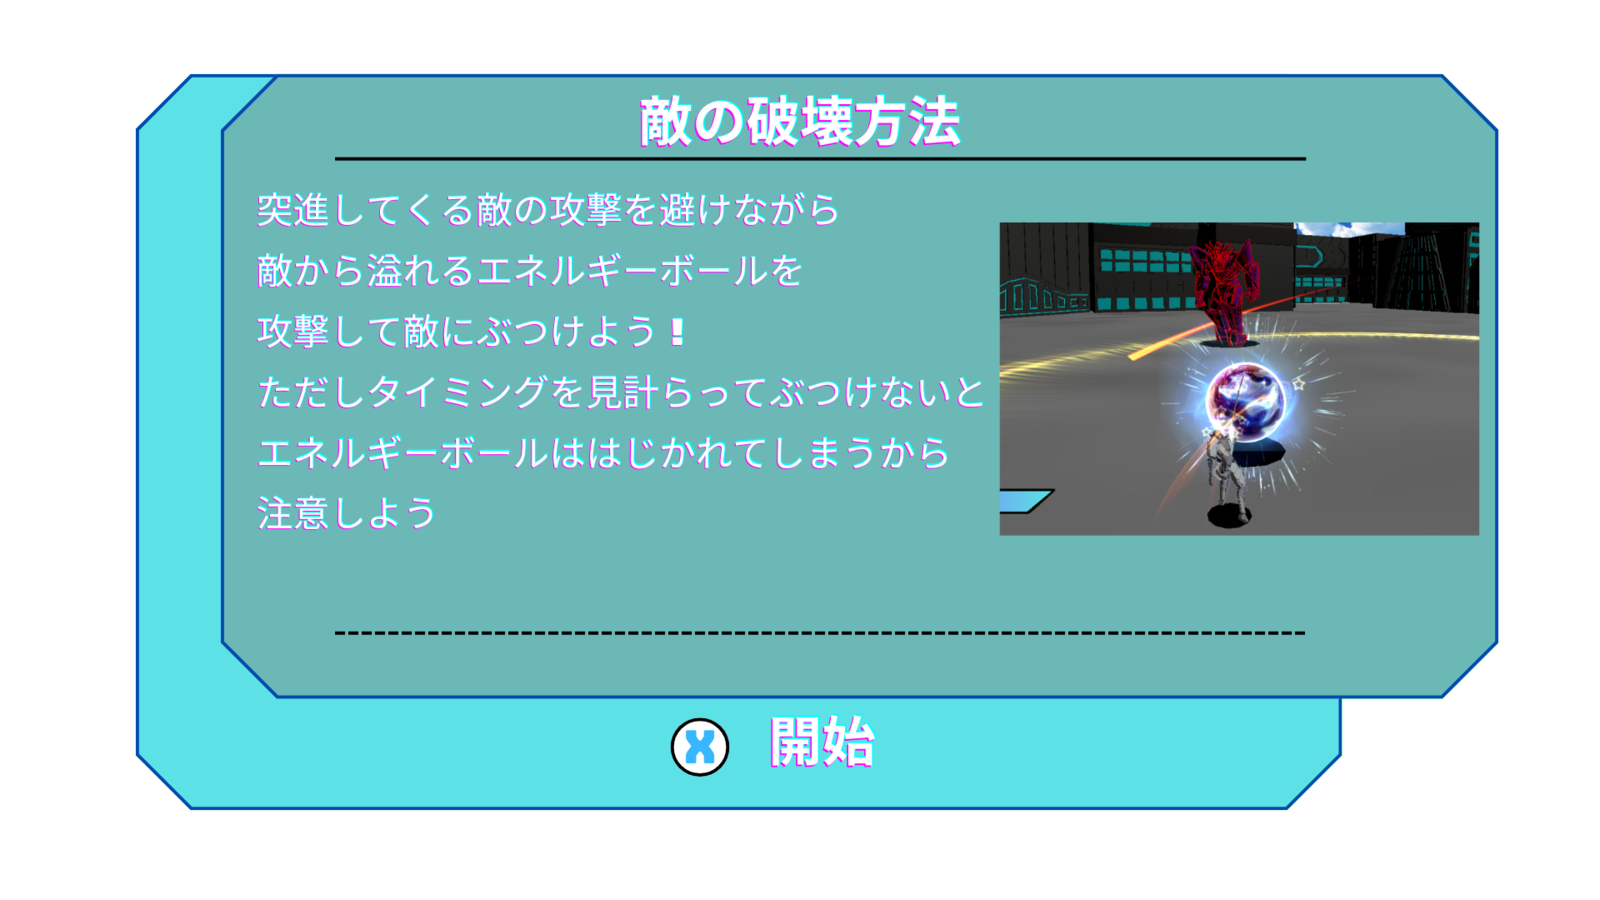 敵の破壊方法
突進してくる敵の攻撃を避けながら
敵から溢れるエネルギーボールを
攻撃して敵にぶつけよう！
ただしタイミングを見計らってぶつけないと
エネルギーボールははじかれてしまうから
注意しよう
X 開始